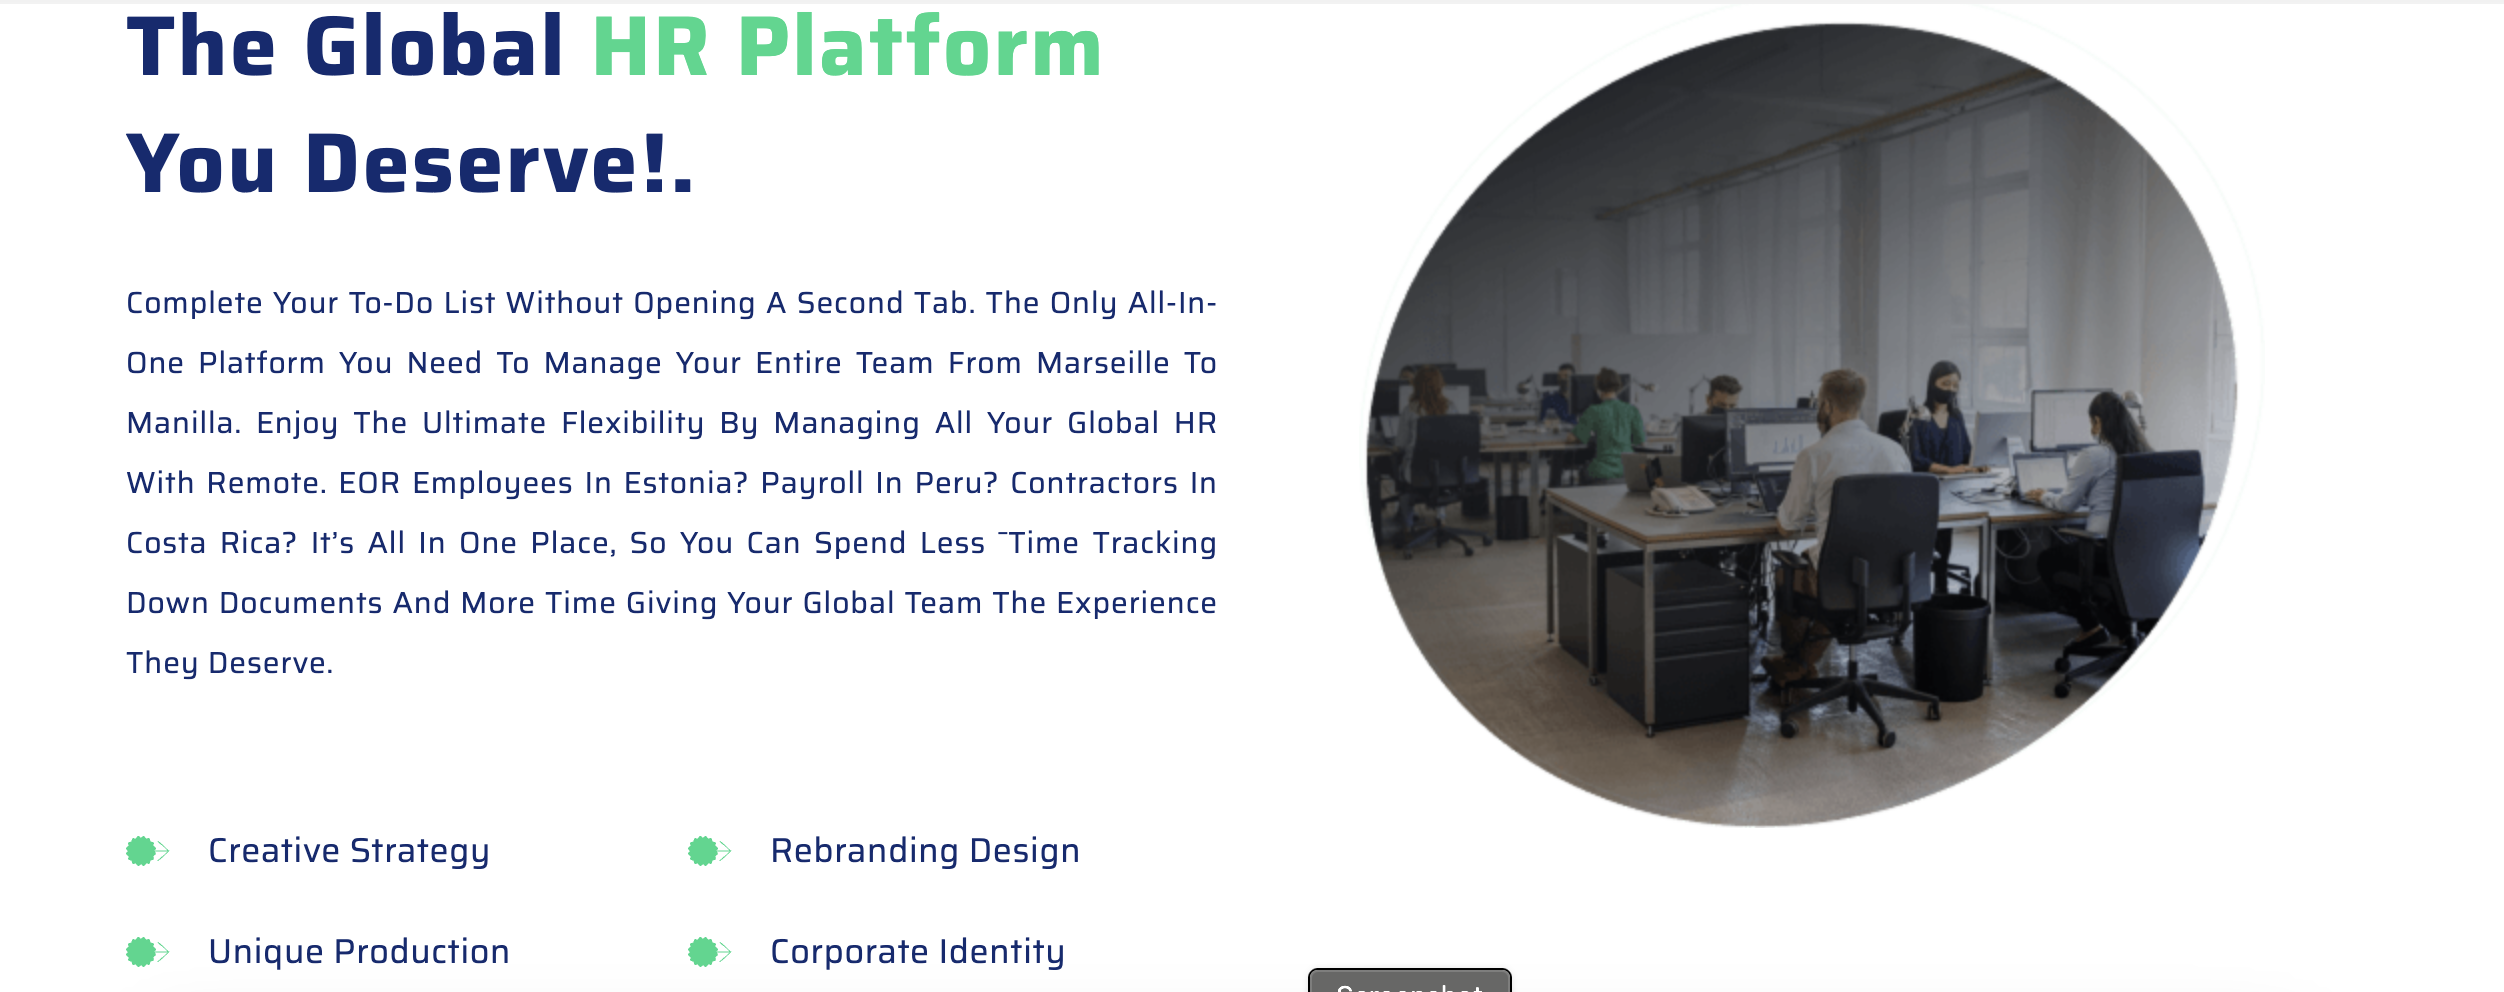 The Global HR Platform
You Deserve!.
Complete Your To-Do List Without Opening A Second Tab. The Only All-In-
One Platform You Need To Manage Your Entire Team From Marseille To
Manilla. Enjoy The Ultimate Flexibility By Managing All Your Global HR
With Remote. EOR Employees In Estonia? Payroll In Peru? Contractors In
Costa Rica? It’s All In One Place, So You Can Spend Less ¯Time Tracking
Down Documents And More Time Giving Your Global Team The Experience
They Deserve.
Creative Strategy
Rebranding Design
Unique Production
Corporate Identity
Screenshot